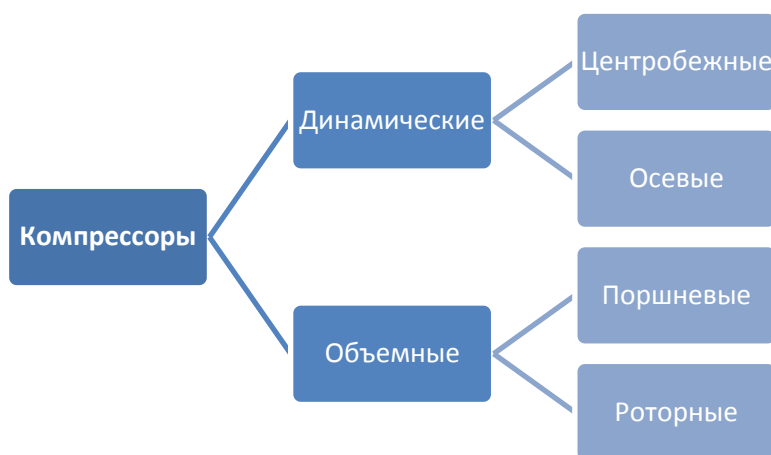 Компрессоры
Динамические
Центробежные
Осевые
Объемные
Поршневые
Роторные